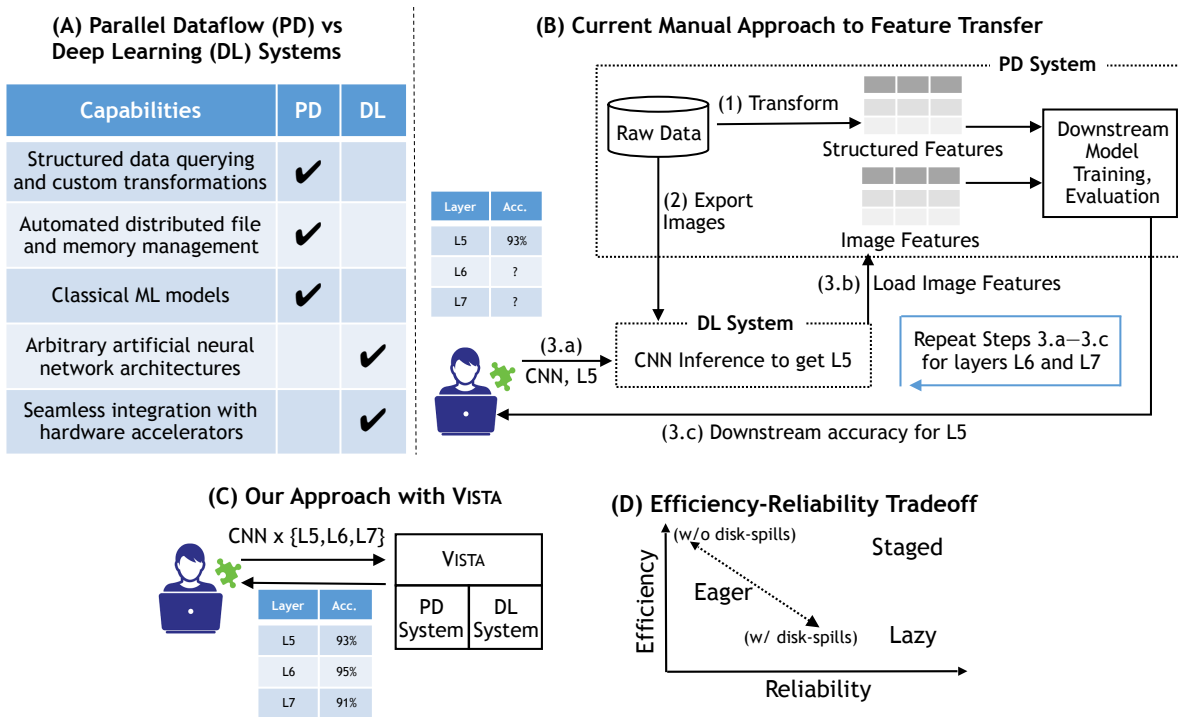 (A) Parallel Dataflow (PD) vs
Deep Learning (DL) Systems
Capabilities PD DL
Structured data querying
and custom transformations ✔
Automated distributed file
and memory management ✔
Classical ML models ✔
Arbitrary artificial neural
network architectures ✔
Seamless integration with
hardware accelerators ✔
(B) Current Manual Approach to Feature Transfer
PD System
Raw Data
(1) Transform
Structured Features
Downstream
Model
Training,
Evaluation
(2) Export
Images
Image Features
Layer Acc.
L5 93%
L6 ?
L7 ?
(3.b) Load Image Features
DL System
CNN Inference to get L5
(3.a)
CNN, L5
Repeat Steps 3.a—3.c
for layers L6 and L7
(3.c) Downstream accuracy for L5
(C) Our Approach with VISTA
CNN x {L5,L6,L7}
VISTA
PD
System
DL
System
Layer Acc.
L5 93%
L6 95%
L7 91%
(D) Efficiency-Reliability Tradeoff
Efficiency
(w/o disk-spills)
Staged
Eager
(w/ disk-spills)
Lazy
Reliability